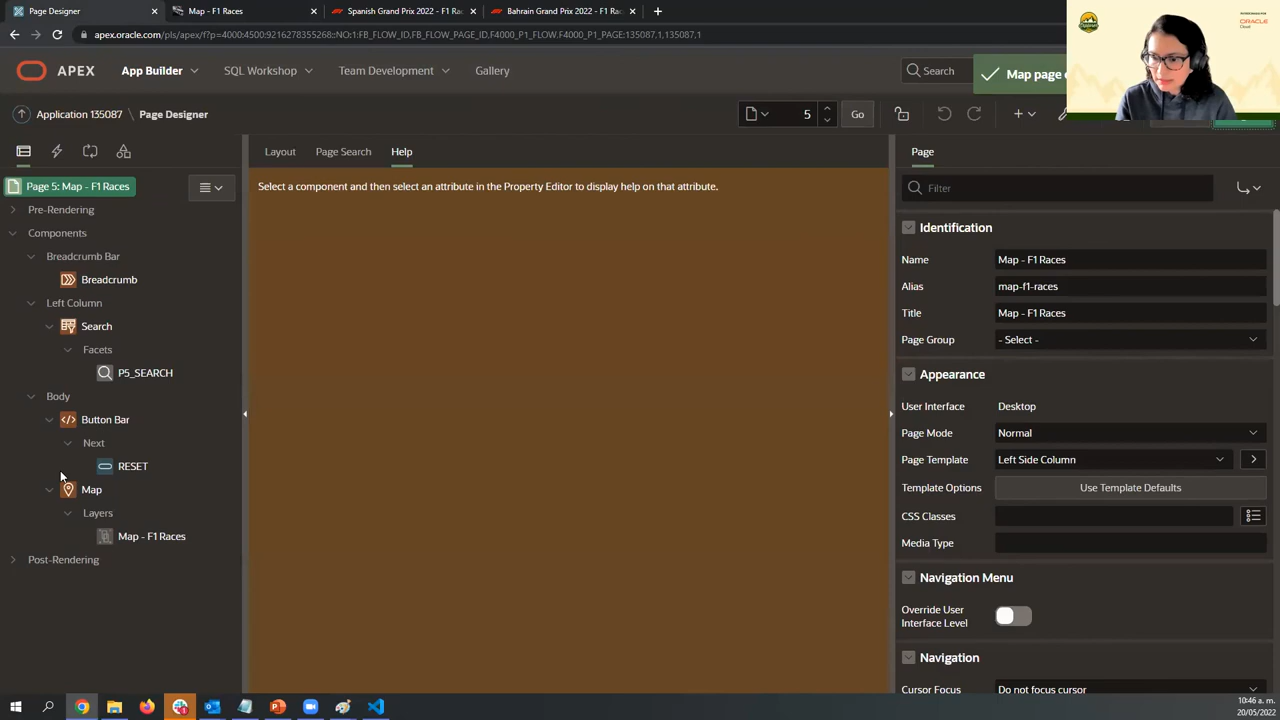 Page Designer
Map - F1 Races
Spanish Grand Prix 2022 - F1 Rac
Bahrain Grand Prix 2022 - F1 Rac
apex.oracle.com/pls/apex/f?p=4000:4500:9216278355268::NO:1:FB_FLOW_ID,FB_FLOW_PAGE_ID,F4000_P1_FLOW,F4000_P1_PAGE:135087,1,135087,1
APEX
App Builder
SQL Workshop
Team Development
Gallery
Search
Map page
ORACLE
Cloud
Application 135087 \ Page Designer
5
Go
Layout
Page Search
Help
Page
Page 5: Map - F1 Races
Pre-Rendering
Components
Breadcrumb Bar
Breadcrumb
Left Column
Search
Facets
P5_SEARCH
Body
Button Bar
Next
RESET
Map
Layers
Map - F1 Races
Post-Rendering
Select a component and then select an attribute in the Property Editor to display help on that attribute.
Filter
Identification
Name
Map - F1 Races
Alias
map-f1-races
Title
Map - F1 Races
Page Group
- Select -
Appearance
User Interface
Desktop
Page Mode
Normal
Page Template
Left Side Column
Template Options
Use Template Defaults
CSS Classes
Media Type
Navigation Menu
Override User
Interface Level
Navigation
Cursor Focus
Do not focus cursor
10:46 a. m.
20/05/2022